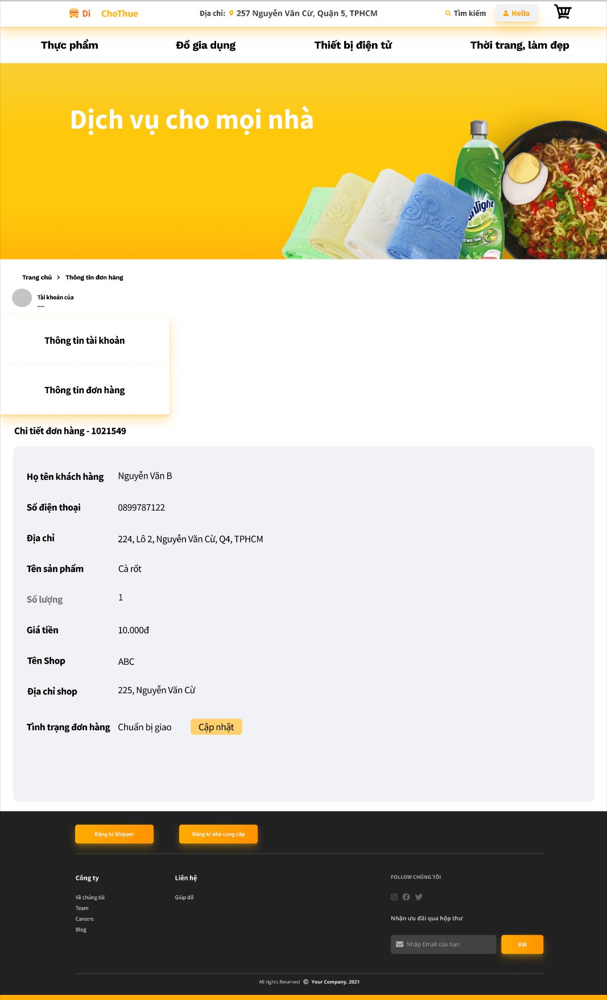 Di ChoThue
Địa chỉ: 257 Nguyễn Văn Cừ, Quận 5, TPHCM
Tìm kiếm
Hello
Thực phẩm
Đồ gia dụng
Thiết bị điện tử
Thời trang, làm đẹp
Dịch vụ cho mọi nhà
Trang chủ > Thông tin đơn hàng
Tài khoản của
....
Thông tin tài khoản
Thông tin đơn hàng
Chi tiết đơn hàng - 1021549
Họ tên khách hàng Nguyễn Văn B
Số điện thoại 0899787122
Địa chỉ 224, Lô 2, Nguyễn Văn Cừ, Q4, TPHCM
Tên sản phẩm Cà rốt
Số lượng 1
Giá tiền 10.000đ
Tên Shop ABC
Địa chỉ shop 225, Nguyễn Văn Cừ
Tình trạng đơn hàng Chuẩn bị giao Cập nhật
Đăng kí Shipper
Đăng kí nhà cung cấp
Công ty
Về chúng tôi
Team
Careers
Blog
Liên hệ
Giúp đỡ
FOLLOW CHÚNG TÔI
Nhận ưu đãi qua hộp thư
Nhập Email của bạn
Đặt
All rights Reserved © Your Company, 2021